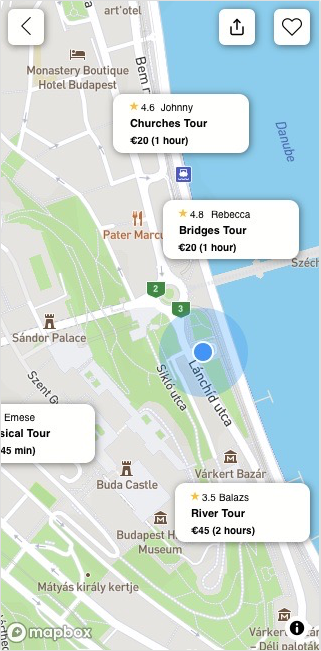 art'otel
Monastery Boutique
Hotel Budapest
Bem r
Danube
4.6 Johnny
Churches Tour
€20 (1 hour)
4.8 Rebecca
Bridges Tour
€20 (1 hour)
Pater Marcu
Széch
2
3
Sándor Palace
Sikló utca
Lánchíd utca
Szent G
Emese
sical Tour
45 min)
Várkert Bazár
Buda Castle
3.5 Balazs
River Tour
€45 (2 hours)
Budapest H
Museum
Mátyás király kertje
mapbox
Várker
- Déli paloták